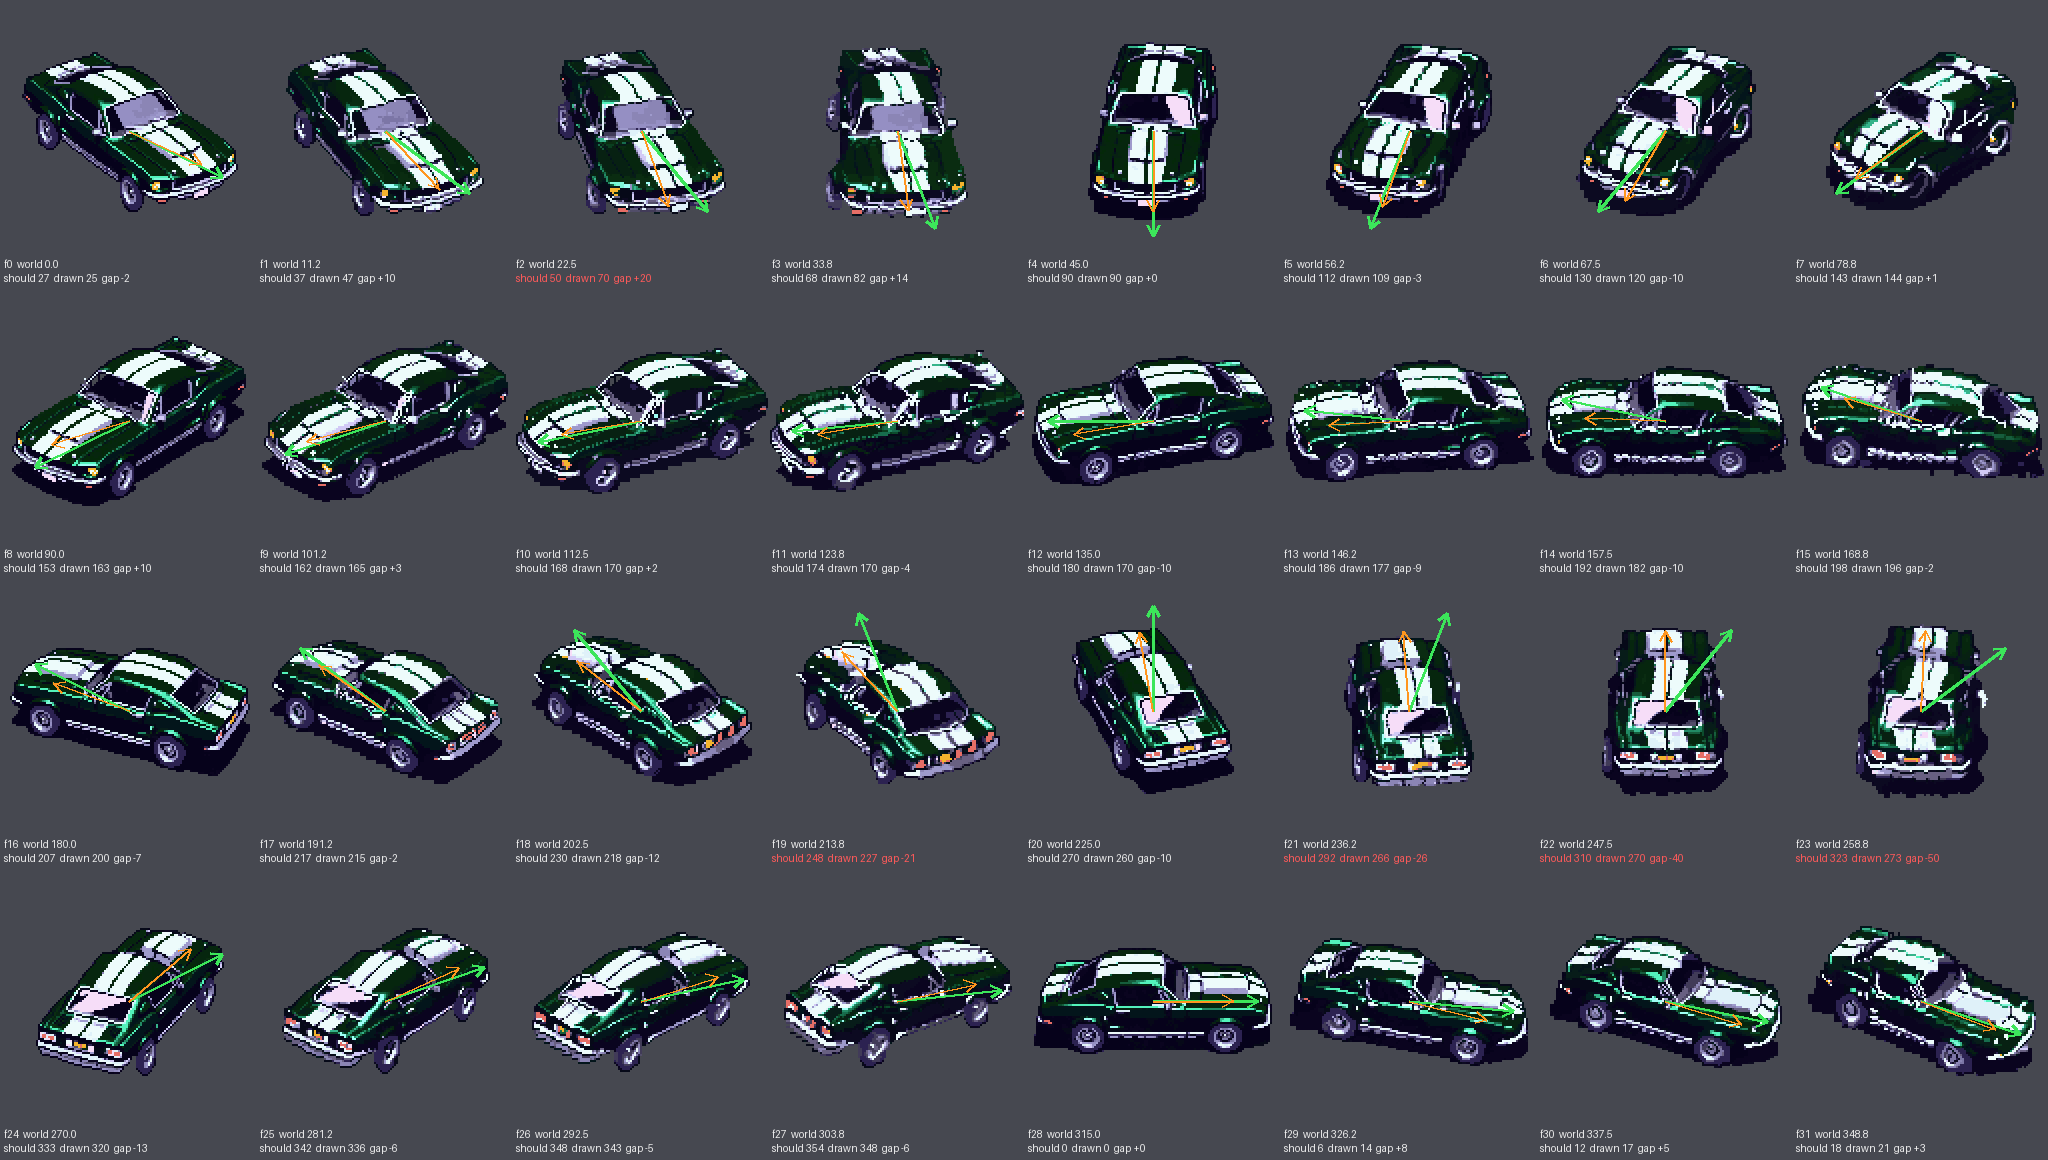 f0 world 0.0
should 27 drawn 25 gap -2
f1 world 11.2
should 37 drawn 47 gap +10
f2 world 22.5
should 50 drawn 70 gap +20
f3 world 33.8
should 68 drawn 82 gap +14
f4 world 45.0
should 90 drawn 90 gap +0
f5 world 56.2
should 112 drawn 109 gap -3
f6 world 67.5
should 130 drawn 120 gap -10
f7 world 78.8
should 143 drawn 144 gap +1
f8 world 90.0
should 153 drawn 163 gap +10
f9 world 101.2
should 162 drawn 165 gap +3
f10 world 112.5
should 168 drawn 170 gap +2
f11 world 123.8
should 174 drawn 170 gap -4
f12 world 135.0
should 180 drawn 170 gap -10
f13 world 146.2
should 186 drawn 177 gap -9
f14 world 157.5
should 192 drawn 182 gap -10
f15 world 168.8
should 198 drawn 196 gap -2
f16 world 180.0
should 207 drawn 200 gap -7
f17 world 191.2
should 217 drawn 215 gap -2
f18 world 202.5
should 230 drawn 218 gap -12
f19 world 213.8
should 248 drawn 227 gap -21
f20 world 225.0
should 270 drawn 260 gap -10
f21 world 236.2
should 292 drawn 266 gap -26
f22 world 247.5
should 310 drawn 270 gap -40
f23 world 258.8
should 323 drawn 273 gap -50
f24 world 270.0
should 333 drawn 320 gap -13
f25 world 281.2
should 342 drawn 336 gap -6
f26 world 292.5
should 348 drawn 343 gap -5
f27 world 303.8
should 354 drawn 348 gap -6
f28 world 315.0
should 0 drawn 0 gap +0
f29 world 326.2
should 6 drawn 14 gap +8
f30 world 337.5
should 12 drawn 17 gap +5
f31 world 348.8
should 18 drawn 21 gap +3